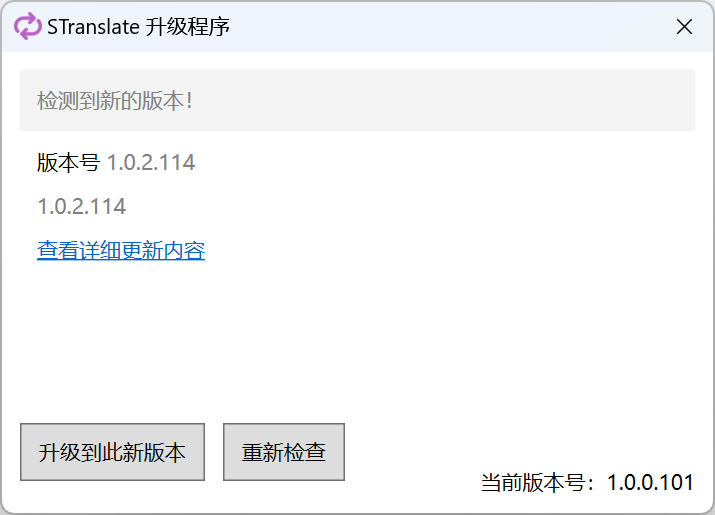 STranslate 升级程序
检测到新的版本！
版本号 1.0.2.114
1.0.2.114
查看详细更新内容
升级到此新版本
重新检查
当前版本号：1.0.0.101